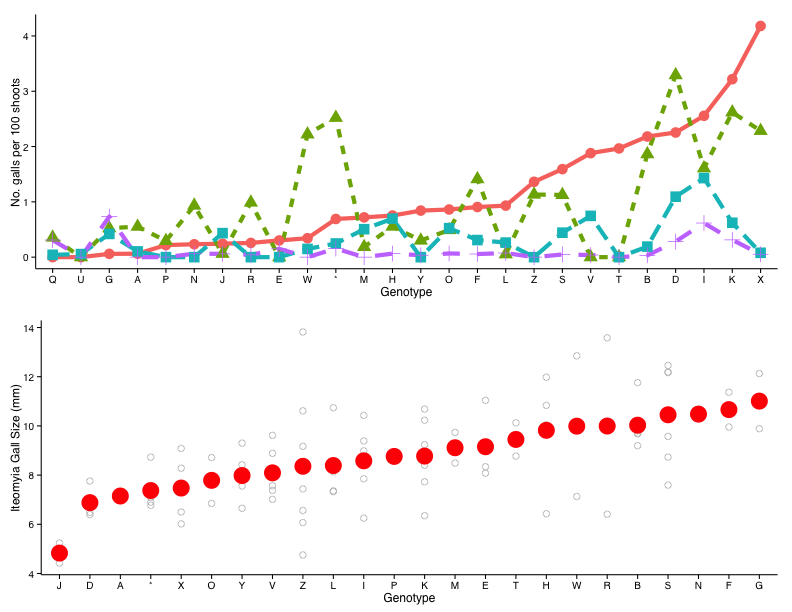 No. galls per 100 shoots
4
3
2
1
0
Q U G A P N J R E W * M H Y O F L Z S V T B D I K X
Genotype
Iteomyia Gall Size (mm)
14
12
10
8
6
4
J D A * X O Y V Z L I P K M E T H W R B S N F G
Genotype